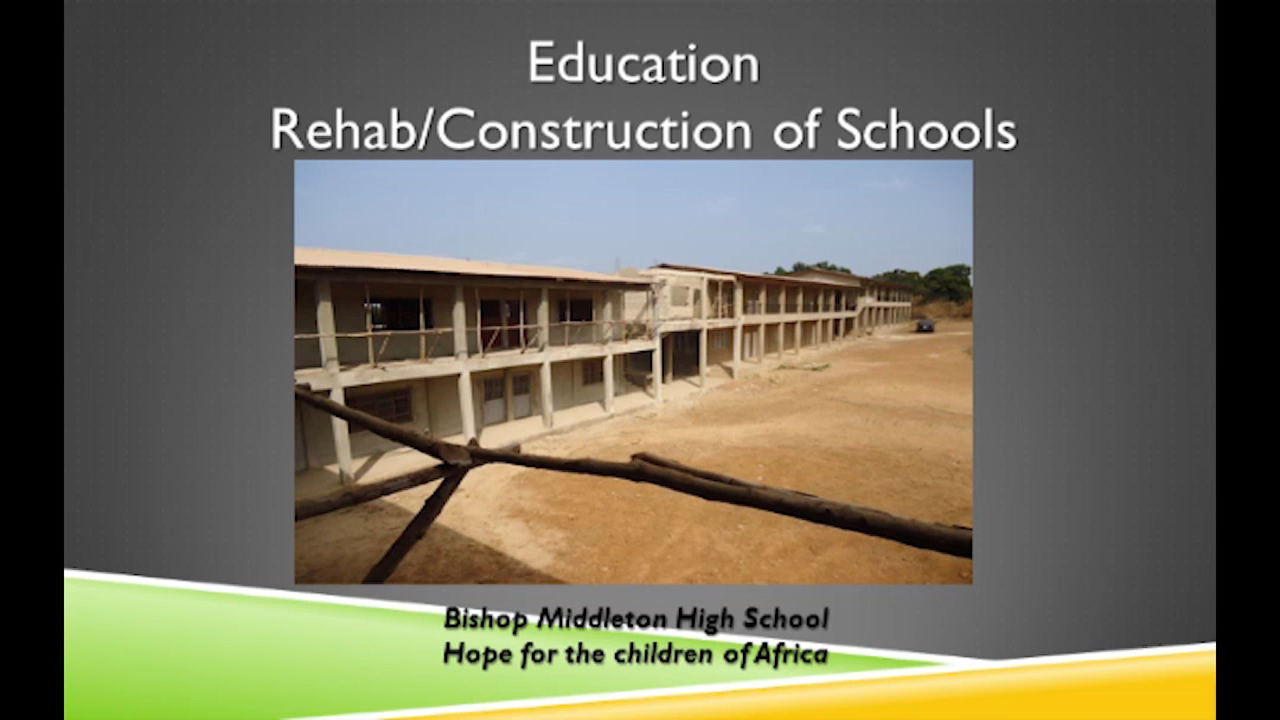 Education
Rehab/Construction of Schools
Bishop Middleton High School
Hope for the children of Africa